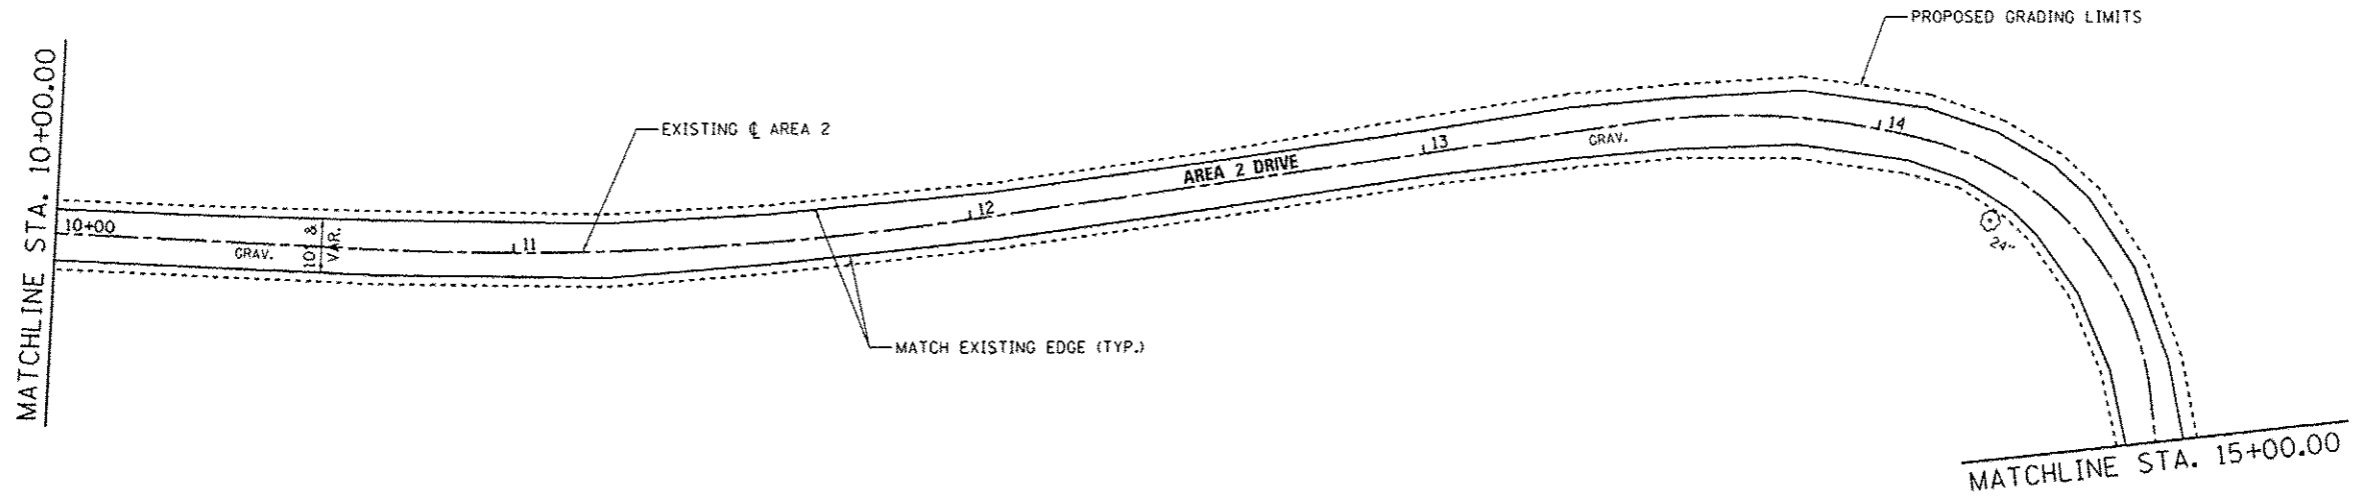 PROPOSED GRADING LIMITS
MATCHLINE STA. 10+00.00
EXISTING ℄ AREA 2
10+00
GRAV.
10' & VAR.
11
12
AREA 2 DRIVE
13
GRAV.
14
24"
MATCH EXISTING EDGE (TYP.)
MATCHLINE STA. 15+00.00